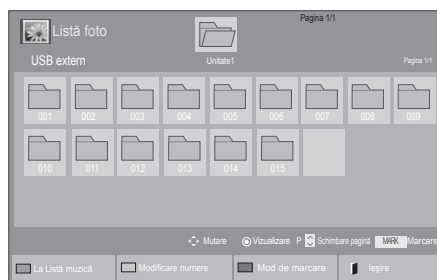 Pagina 1/1
Listă foto
USB extern
Unitate1
Pagina 1/1
001 002 003 004 005 006 007 008 009
010 011 012 013 014 015
Mutare Vizualizare P Schimbare pagină MARK Marcare
La Listă muzică Modificare numere Mod de marcare Ieşire